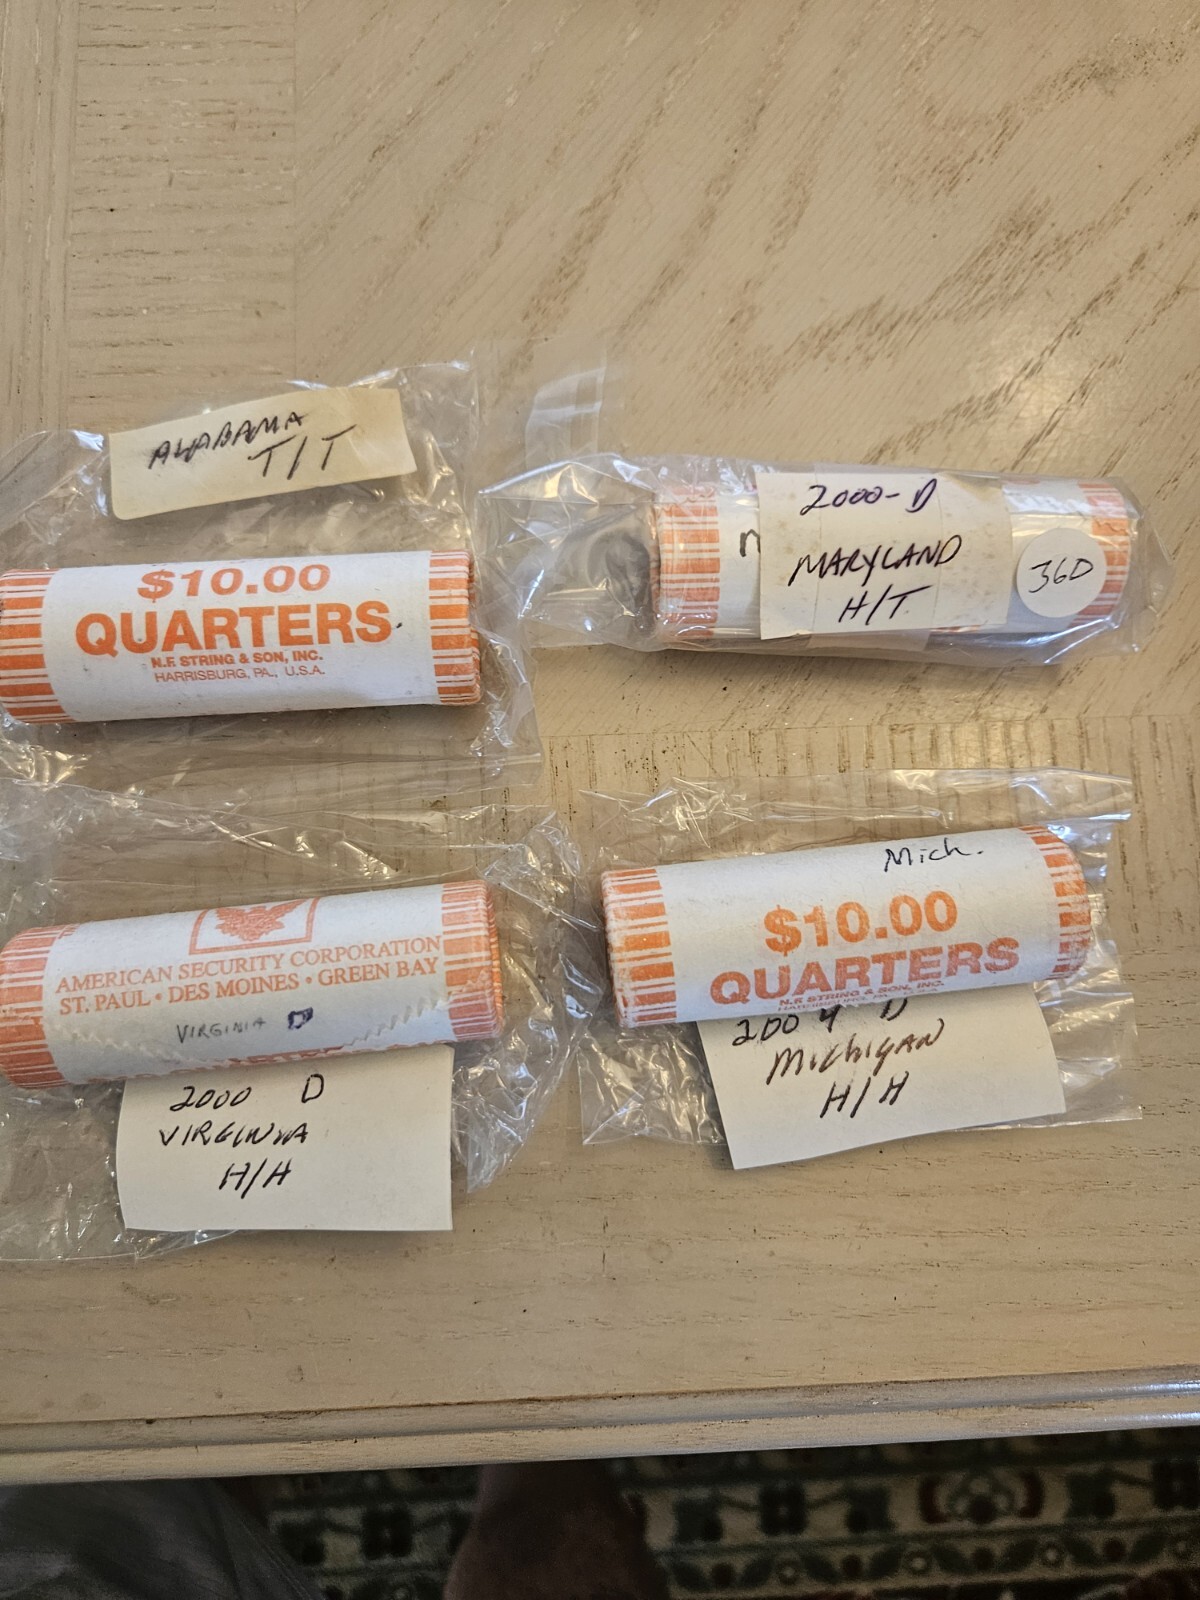 ALABAMA
T/T
$10.00
QUARTERS
N.F. STRING & SON, INC.
HARRISBURG, PA., U.S.A.
2000-D
MARYLAND
H/T
36D
AMERICAN SECURITY CORPORATION
ST. PAUL • DES MOINES • GREEN BAY
VIRGINIA D
2000 D
VIRGINIA
H/H
Mich.
$10.00
QUARTERS
N.F. STRING & SON, INC.
2004 D
MICHIGAN
H/H